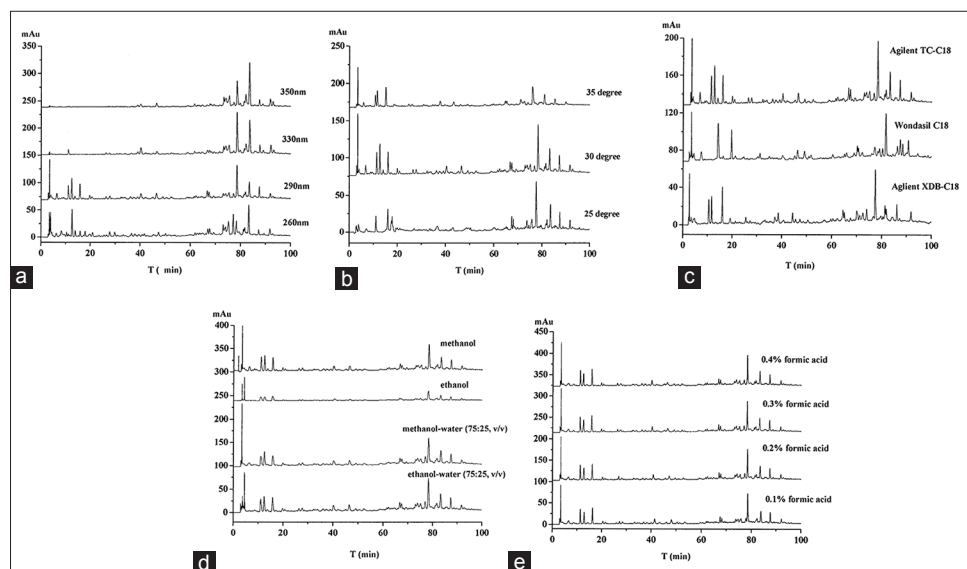 mAu
350
300
250
200
150
100
50
0
350nm
330nm
290nm
260nm
0 20 40 60 80 100
T ( min)
a
mAu
250
200
150
100
50
0
35 degree
30 degree
25 degree
0 20 40 60 80 100
T (min)
b
mAu
200
160
120
80
40
0
Agilent TC-C18
Wondasil C18
Aglient XDB-C18
0 20 40 60 80 100
T (min)
c
mAu
400
350
300
250
200
150
100
50
0
methanol
ethanol
methanol-water (75:25, v/v)
ethanol-water (75:25, v/v)
0 20 40 60 80 100
T (min)
d
mAu
450
400
350
300
250
200
150
100
50
0
0.4% formic acid
0.3% formic acid
0.2% formic acid
0.1% formic acid
0 20 40 60 80 100
T (min)
e